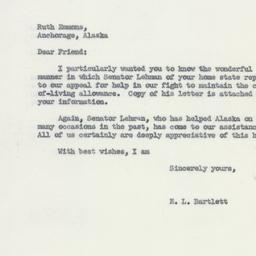 Ruth Emmons,
Anchorage, Alaska
Dear Friend:
I particularly wanted you to know the wonderful
manner in which Senator Lehman of your home state rep
to our appeal for help in our fight to maintain the c
of-living allowance. Copy of his letter is attached
your information.
Again, Senator Lehman, who has helped Alaska on
many occasions in the past, has come to our assistanc
All of us certainly are deeply appreciative of this h
With best wishes, I am
Sincerely yours,
E. L. Bartlett